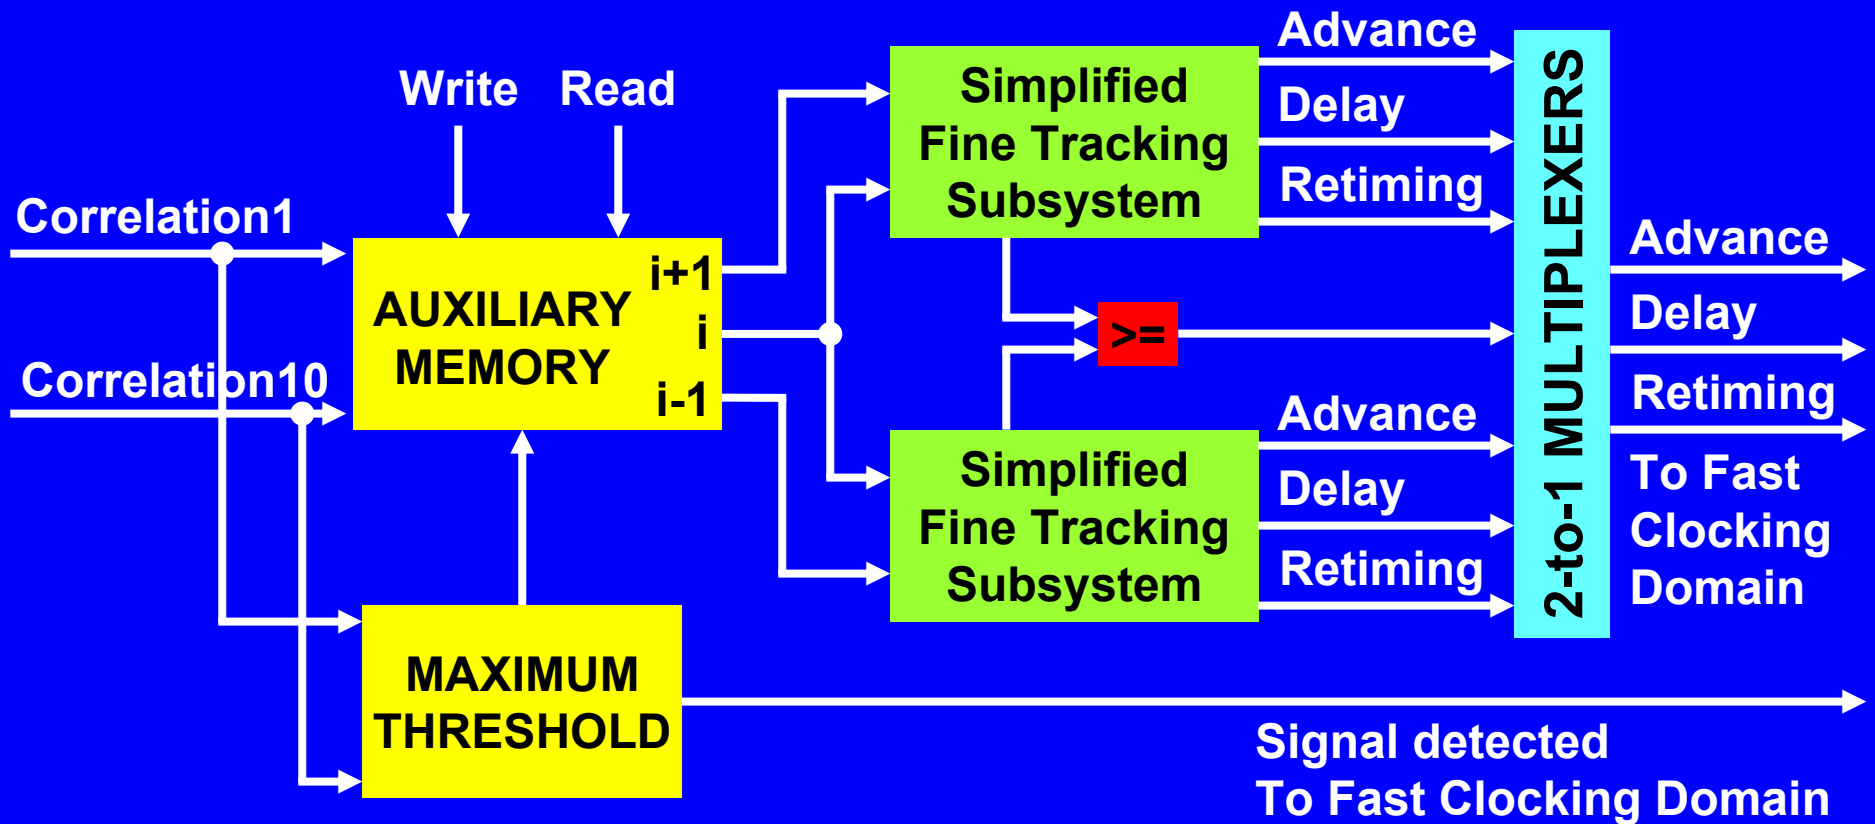 Write
Read
Correlation1
Correlation10
AUXILIARY
MEMORY
i+1
i
i-1
MAXIMUM
THRESHOLD
Simplified
Fine Tracking
Subsystem
Advance
Delay
Retiming
>=
Simplified
Fine Tracking
Subsystem
Advance
Delay
Retiming
2-to-1 MULTIPLEXERS
Advance
Delay
Retiming
To Fast
Clocking
Domain
Signal detected
To Fast Clocking Domain